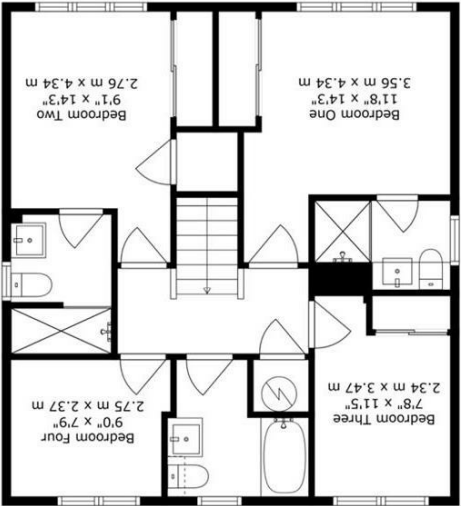 Bedroom Four
9'0" x 7'9"
2.75 m x 2.37 m
Bedroom Three
7'8" x 11'5"
2.34 m x 3.47 m
Bedroom Two
9'1" x 14'3"
2.76 m x 4.34 m
Bedroom One
11'8" x 14'3"
3.56 m x 4.34 m